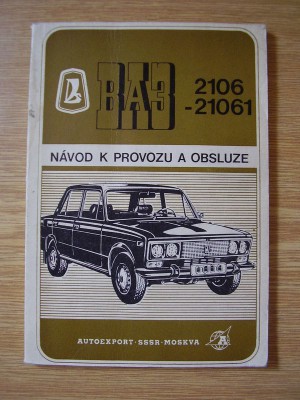 ВАЗ
2106
-21061
NÁVOD K PROVOZU A OBSLUZE
AUTOEXPORT·SSSR·MOSKVA